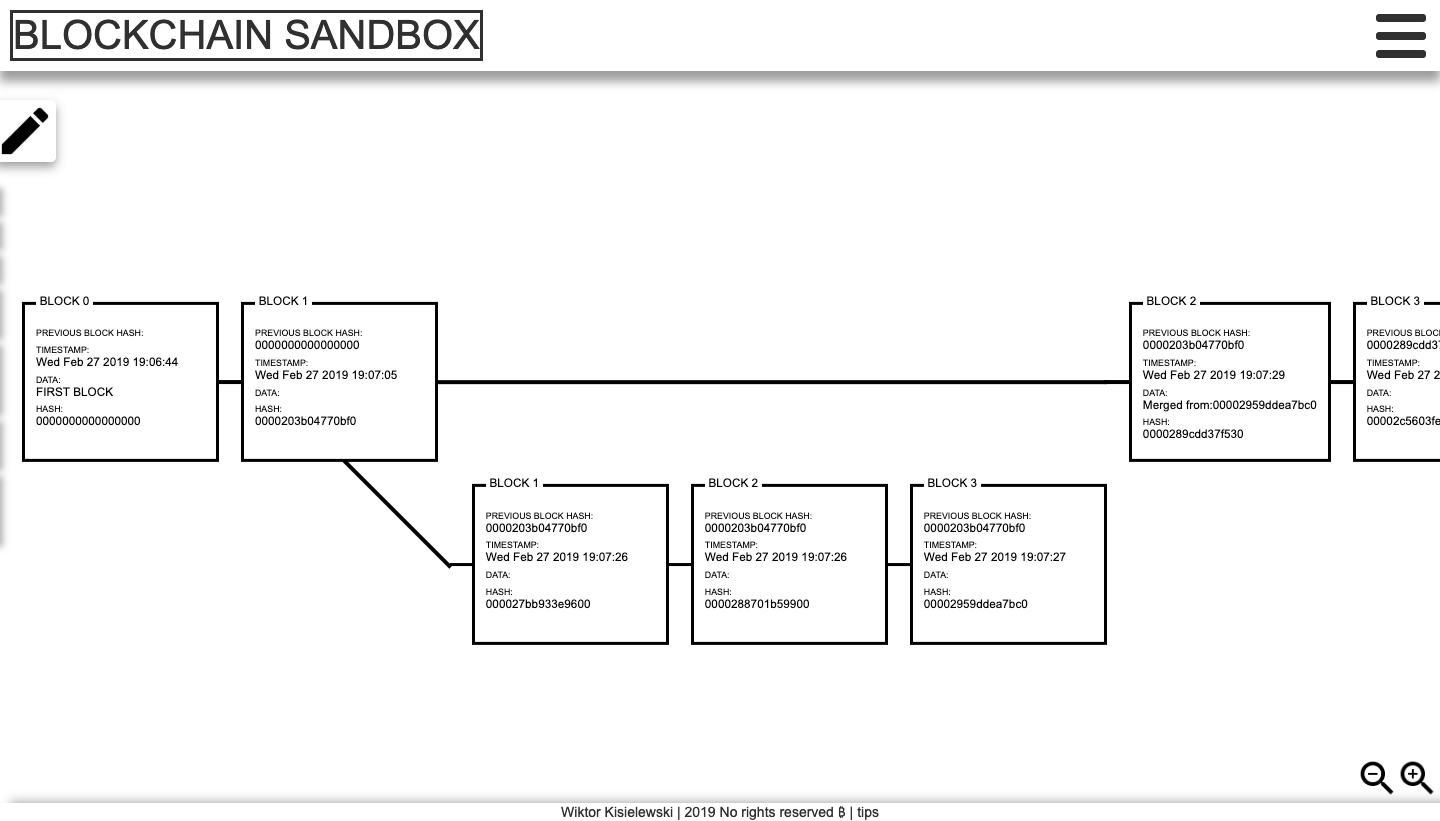 BLOCKCHAIN SANDBOX
BLOCK 0
PREVIOUS BLOCK HASH:
TIMESTAMP:
Wed Feb 27 2019 19:06:44
DATA:
FIRST BLOCK
HASH:
0000000000000000
BLOCK 1
PREVIOUS BLOCK HASH:
0000000000000000
TIMESTAMP:
Wed Feb 27 2019 19:07:05
DATA:
HASH:
0000203b04770bf0
BLOCK 1
PREVIOUS BLOCK HASH:
0000203b04770bf0
TIMESTAMP:
Wed Feb 27 2019 19:07:26
DATA:
HASH:
000027bb933e9600
BLOCK 2
PREVIOUS BLOCK HASH:
0000203b04770bf0
TIMESTAMP:
Wed Feb 27 2019 19:07:26
DATA:
HASH:
0000288701b59900
BLOCK 3
PREVIOUS BLOCK HASH:
0000203b04770bf0
TIMESTAMP:
Wed Feb 27 2019 19:07:27
DATA:
HASH:
00002959ddea7bc0
BLOCK 2
PREVIOUS BLOCK HASH:
0000203b04770bf0
TIMESTAMP:
Wed Feb 27 2019 19:07:29
DATA:
Merged from:00002959ddea7bc0
HASH:
0000289cdd37f530
BLOCK 3
PREVIOUS BLOC
0000289cdd37
TIMESTAMP:
Wed Feb 27 2
DATA:
HASH:
00002c5603fe
Wiktor Kisielewski | 2019 No rights reserved ₿ | tips